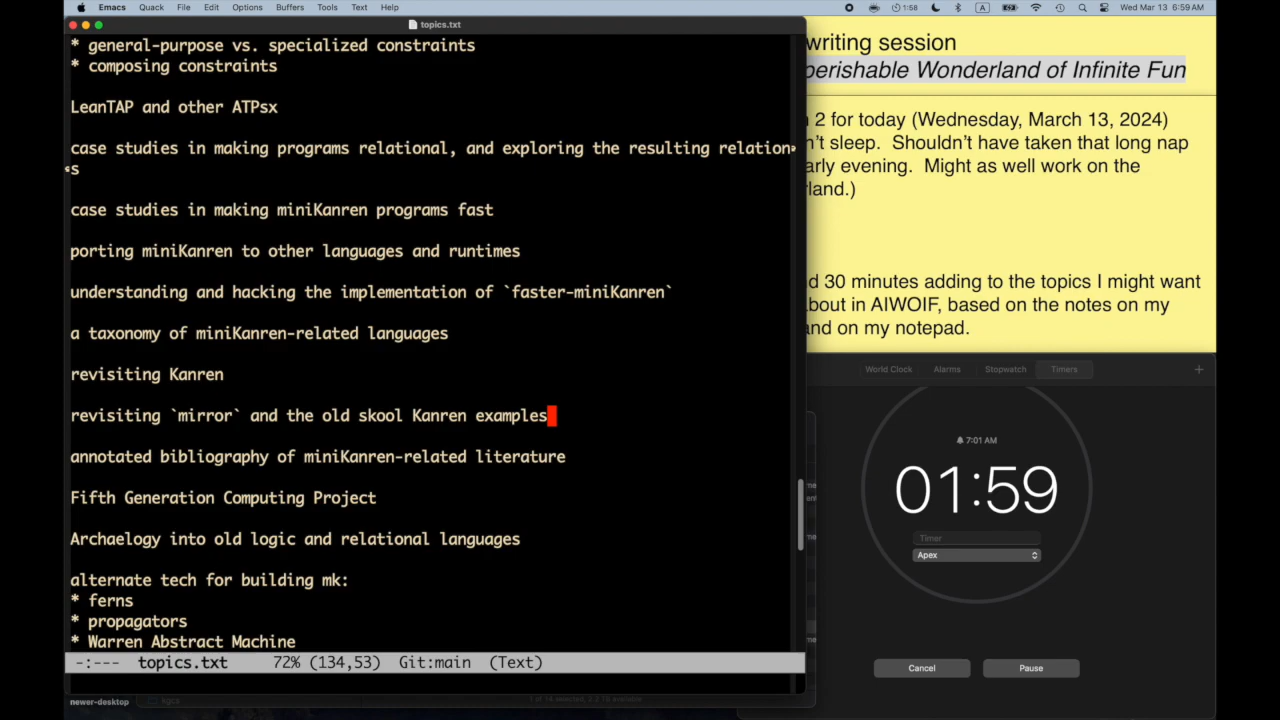 Emacs Quack File Edit Options Buffers Tools Text Help
1:58 A Wed Mar 13 6:59 AM
topics.txt
* general-purpose vs. specialized constraints
* composing constraints
LeanTAP and other ATPsx
case studies in making programs relational, and exploring the resulting relation
s
case studies in making miniKanren programs fast
porting miniKanren to other languages and runtimes
understanding and hacking the implementation of `faster-miniKanren`
a taxonomy of miniKanren-related languages
revisiting Kanren
revisiting `mirror` and the old skool Kanren examples
annotated bibliography of miniKanren-related literature
Fifth Generation Computing Project
Archaelogy into old logic and relational languages
alternate tech for building mk:
* ferns
* propagators
* Warren Abstract Machine
-:--- topics.txt 72% (134,53) Git:main (Text)
newer-desktop
writing session
perishable Wonderland of Infinite Fun
2 for today (Wednesday, March 13, 2024)
n't sleep. Shouldn't have taken that long nap
arly evening. Might as well work on the
rland.)
d 30 minutes adding to the topics I might want
bout in AIWOIF, based on the notes on my
and on my notepad.
World Clock Alarms Stopwatch Timers +
7:01 AM
01:59
Timer
Apex
Cancel Pause